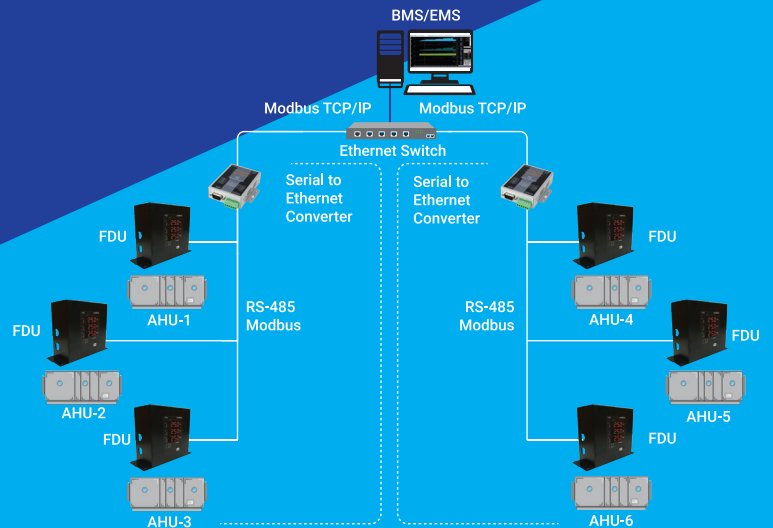 BMS/EMS
Modbus TCP/IP
Modbus TCP/IP
Ethernet Switch
Serial to
Ethernet
Converter
Serial to
Ethernet
Converter
FDU
AHU-1
FDU
AHU-2
FDU
AHU-3
RS-485
Modbus
RS-485
Modbus
FDU
AHU-4
FDU
AHU-5
FDU
AHU-6